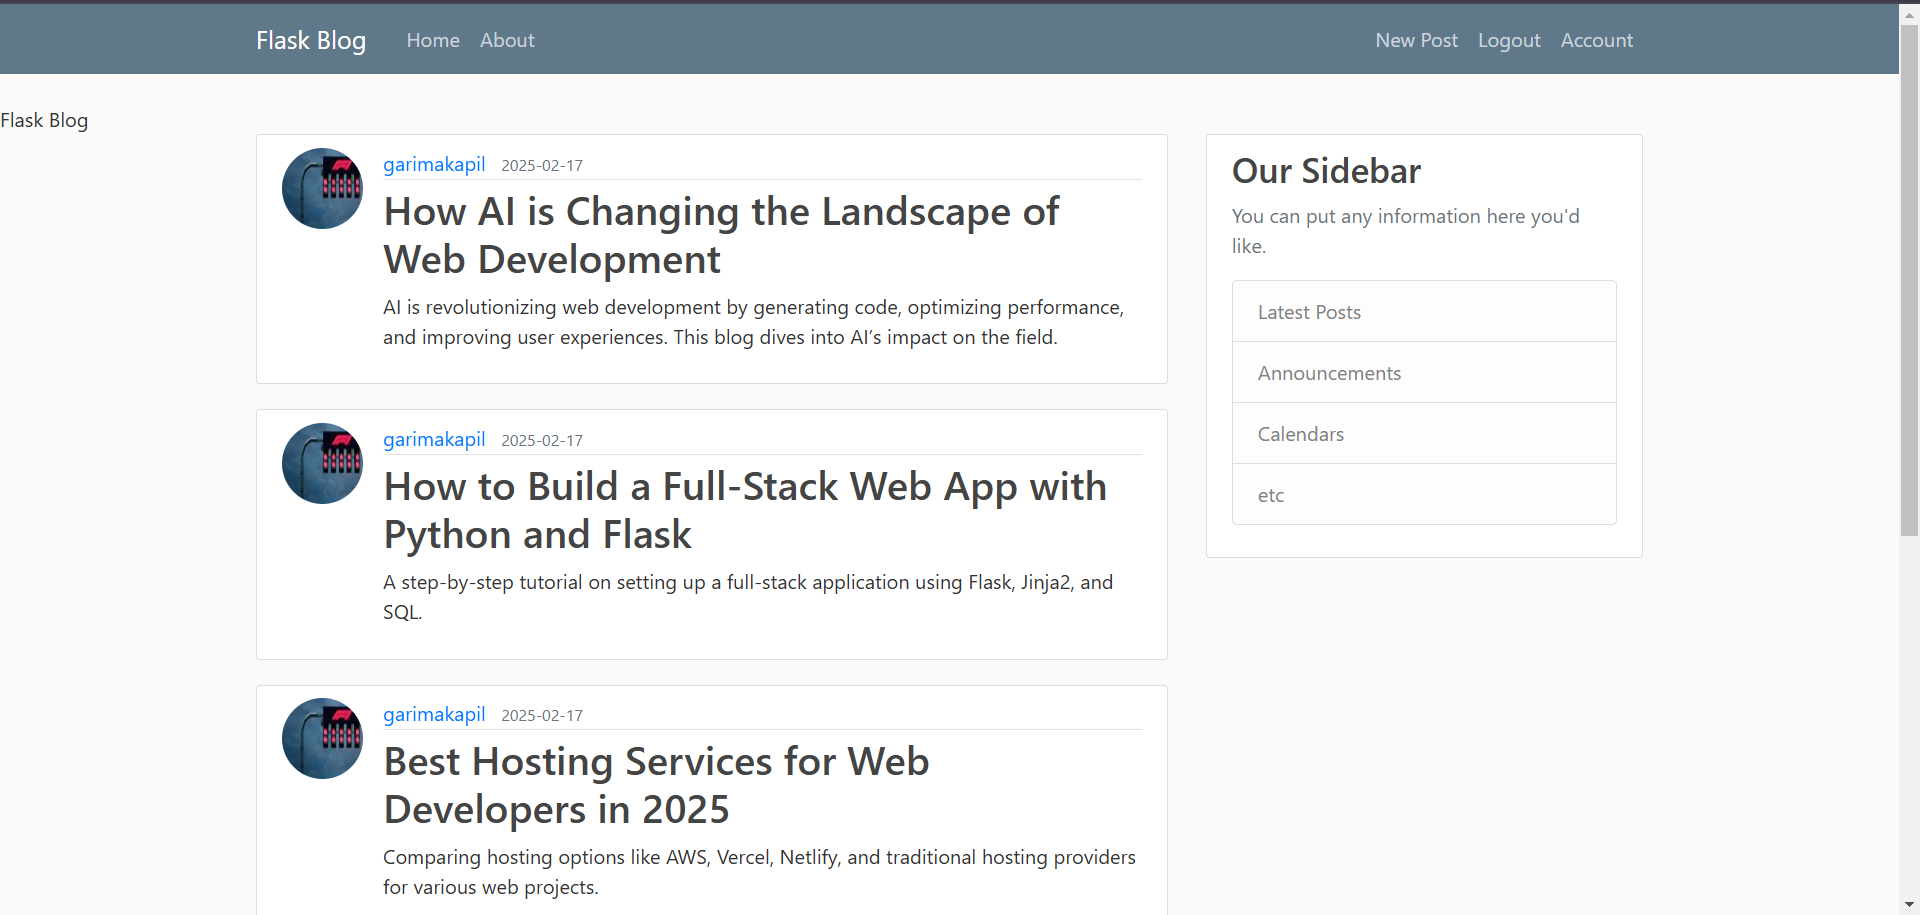 Flask Blog Home About New Post Logout Account
Flask Blog
garimakapil 2025-02-17
How AI is Changing the Landscape of
Web Development
AI is revolutionizing web development by generating code, optimizing performance,
and improving user experiences. This blog dives into AI’s impact on the field.
garimakapil 2025-02-17
How to Build a Full-Stack Web App with
Python and Flask
A step-by-step tutorial on setting up a full-stack application using Flask, Jinja2, and
SQL.
garimakapil 2025-02-17
Best Hosting Services for Web
Developers in 2025
Comparing hosting options like AWS, Vercel, Netlify, and traditional hosting providers
for various web projects.
Our Sidebar
You can put any information here you'd
like.
Latest Posts
Announcements
Calendars
etc